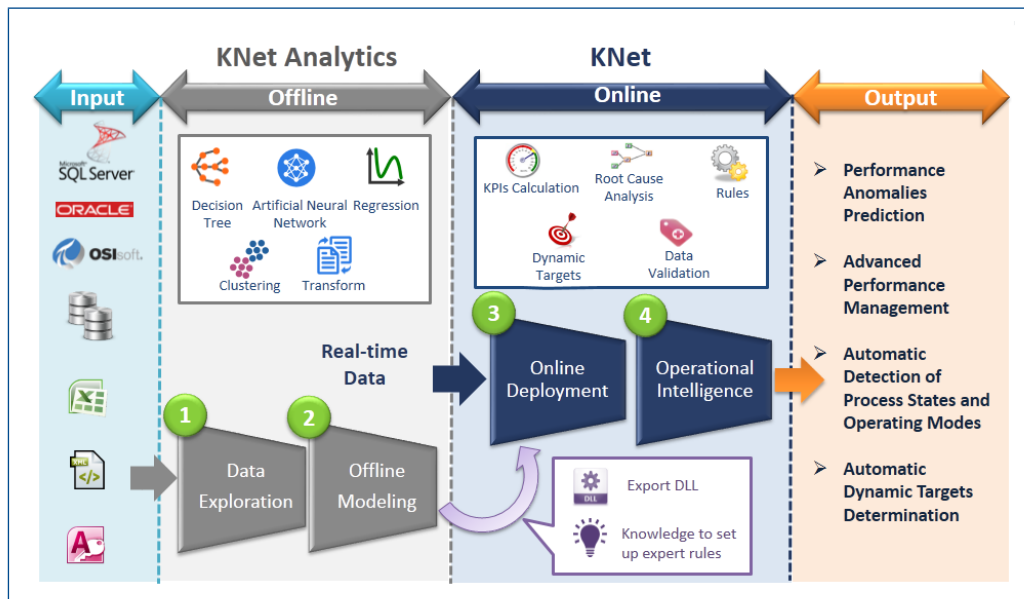 KNet Analytics
KNet
Input
Offline
Online
Output
Microsoft
SQL Server
ORACLE
OSIsoft.
XML
</>
A
Decision
Tree
Artificial Neural
Network
Regression
Clustering
Transform
KPIs Calculation
Root Cause
Analysis
Rules
Dynamic
Targets
Data
Validation
Real-time
Data
1
Data
Exploration
2
Offline
Modeling
3
Online
Deployment
4
Operational
Intelligence
DLL
Export DLL
Knowledge to set
up expert rules
➢ Performance
Anomalies
Prediction
➢ Advanced
Performance
Management
➢ Automatic
Detection of
Process States and
Operating Modes
➢ Automatic
Dynamic Targets
Determination